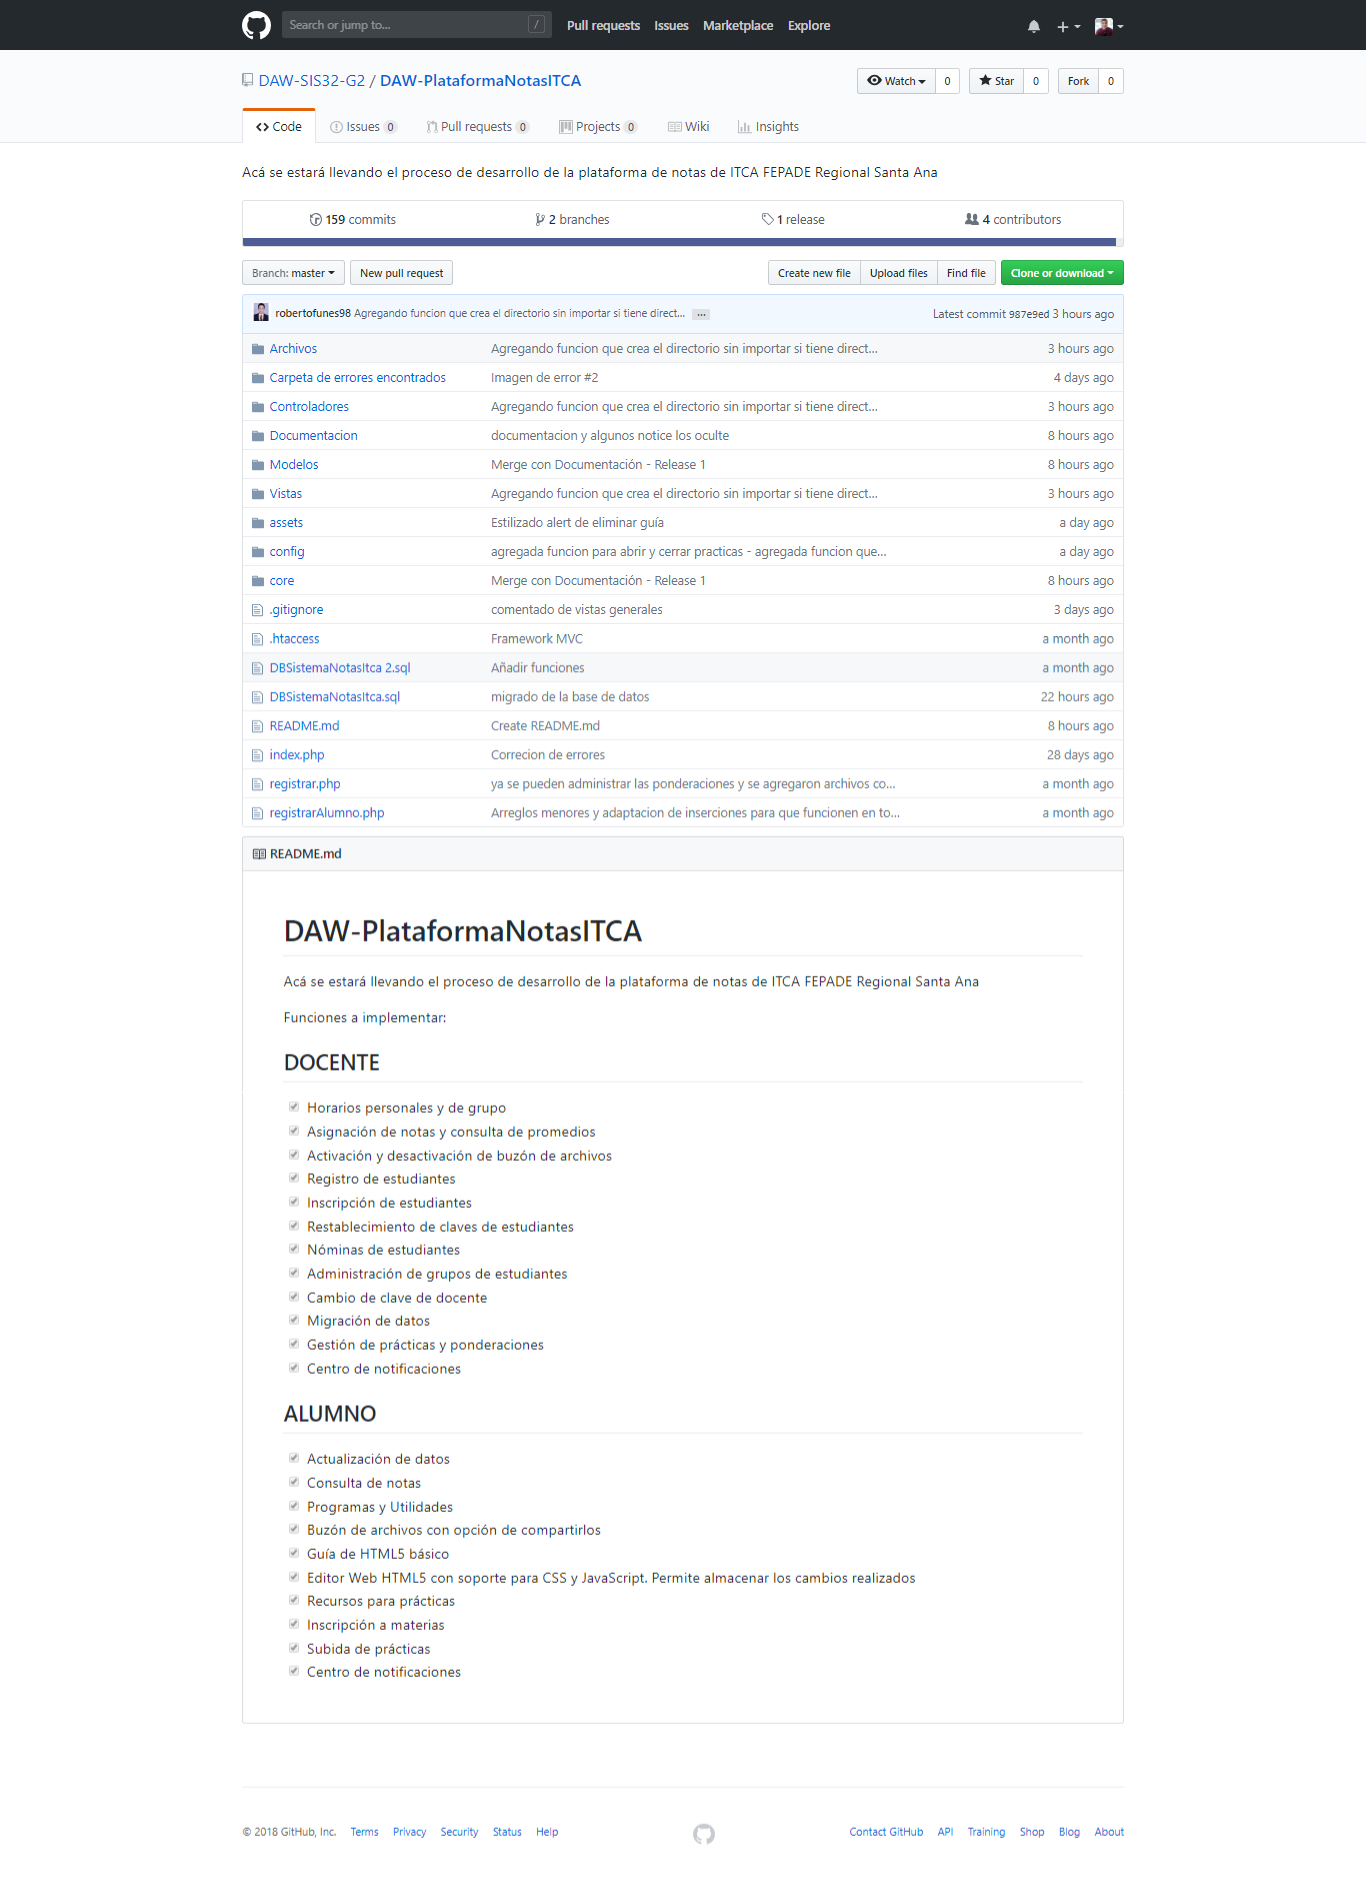 Search or jump to... /
Pull requests Issues Marketplace Explore
DAW-SIS32-G2 / DAW-PlataformaNotasITCA
Watch 0 Star 0 Fork 0
Code Issues 0 Pull requests 0 Projects 0 Wiki Insights
Acá se estará llevando el proceso de desarrollo de la plataforma de notas de ITCA FEPADE Regional Santa Ana
159 commits 2 branches 1 release 4 contributors
Branch: master New pull request Create new file Upload files Find file Clone or download
robertofunes98 Agregando funcion que crea el directorio sin importar si tiene direct... ... Latest commit 987e9ed 3 hours ago
Archivos Agregando funcion que crea el directorio sin importar si tiene direct... 3 hours ago
Carpeta de errores encontrados Imagen de error #2 4 days ago
Controladores Agregando funcion que crea el directorio sin importar si tiene direct... 3 hours ago
Documentacion documentacion y algunos notice los oculte 8 hours ago
Modelos Merge con Documentación - Release 1 8 hours ago
Vistas Agregando funcion que crea el directorio sin importar si tiene direct... 3 hours ago
assets Estilizado alert de eliminar guía a day ago
config agregada funcion para abrir y cerrar practicas - agregada funcion que... a day ago
core Merge con Documentación - Release 1 8 hours ago
.gitignore comentado de vistas generales 3 days ago
.htaccess Framework MVC a month ago
DBSistemaNotasItca 2.sql Añadir funciones a month ago
DBSistemaNotasItca.sql migrado de la base de datos 22 hours ago
README.md Create README.md 8 hours ago
index.php Correcion de errores 28 days ago
registrar.php ya se pueden administrar las ponderaciones y se agregaron archivos co... a month ago
registrarAlumno.php Arreglos menores y adaptacion de inserciones para que funcionen en to... a month ago
README.md
DAW-PlataformaNotasITCA
Acá se estará llevando el proceso de desarrollo de la plataforma de notas de ITCA FEPADE Regional Santa Ana
Funciones a implementar:
DOCENTE
Horarios personales y de grupo
Asignación de notas y consulta de promedios
Activación y desactivación de buzón de archivos
Registro de estudiantes
Inscripción de estudiantes
Restablecimiento de claves de estudiantes
Nóminas de estudiantes
Administración de grupos de estudiantes
Cambio de clave de docente
Migración de datos
Gestión de prácticas y ponderaciones
Centro de notificaciones
ALUMNO
Actualización de datos
Consulta de notas
Programas y Utilidades
Buzón de archivos con opción de compartirlos
Guía de HTML5 básico
Editor Web HTML5 con soporte para CSS y JavaScript. Permite almacenar los cambios realizados
Recursos para prácticas
Inscripción a materias
Subida de prácticas
Centro de notificaciones
© 2018 GitHub, Inc. Terms Privacy Security Status Help Contact GitHub API Training Shop Blog About